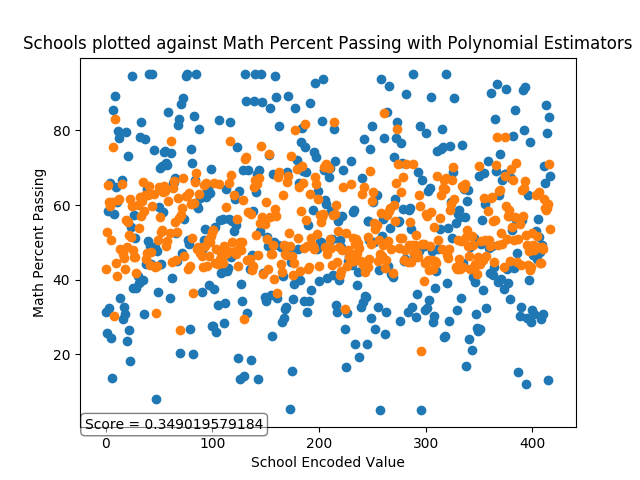 Schools plotted against Math Percent Passing with Polynomial Estimators
Math Percent Passing
80
60
40
20
Score = 0.349019579184
0 100 200 300 400
School Encoded Value